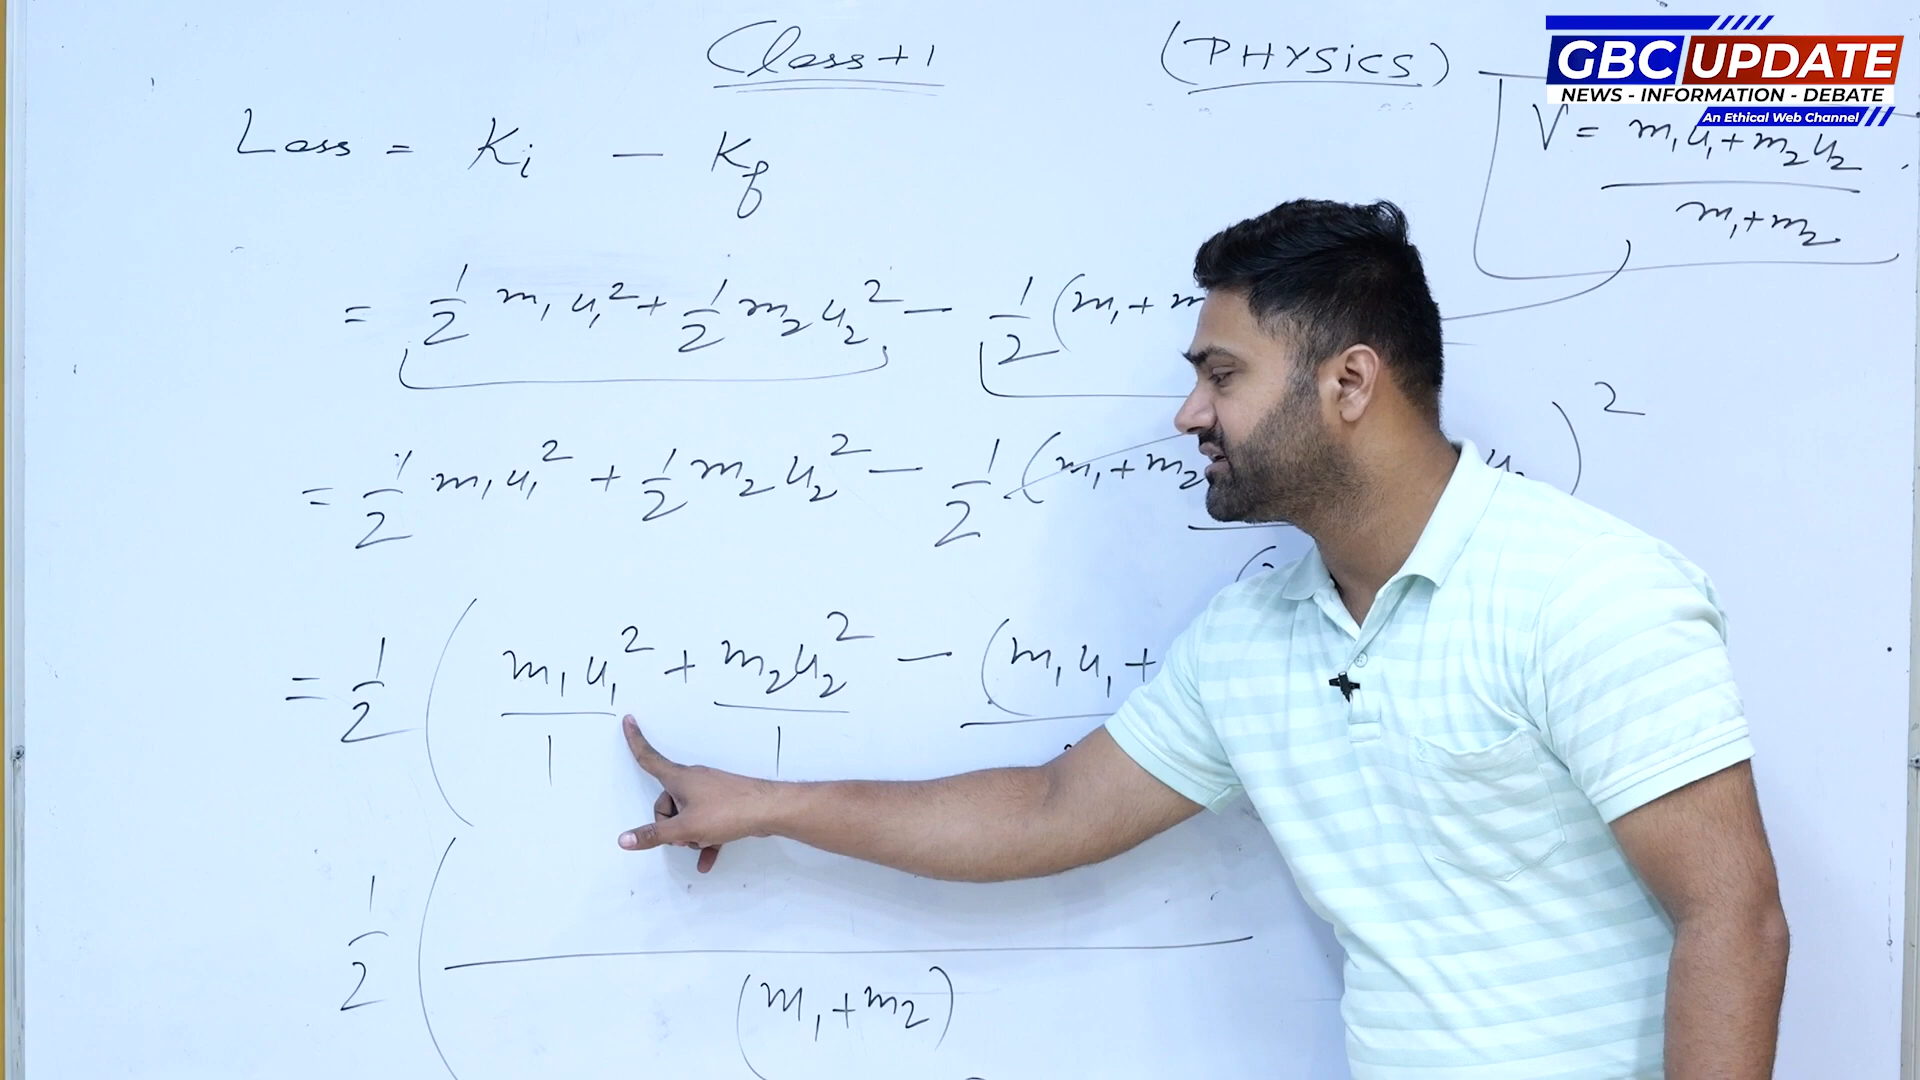 Class +1 (PHYSICS)
GBC UPDATE
NEWS - INFORMATION - DEBATE
An Ethical Web Channel
V = m₁u₁ + m₂u₂
m₁ + m₂
Loss = Ki — Kf
= 1/2 m₁u₁² + 1/2 m₂u₂² — 1/2 (m₁ + m
= 1/2 m₁u₁² + 1/2 m₂u₂² — 1/2 (m₁ + m₂ )²
= 1/2 ( m₁u₁²/1 + m₂u₂²/1 — (m₁u₁ +
1/2 (
(m₁ + m₂)